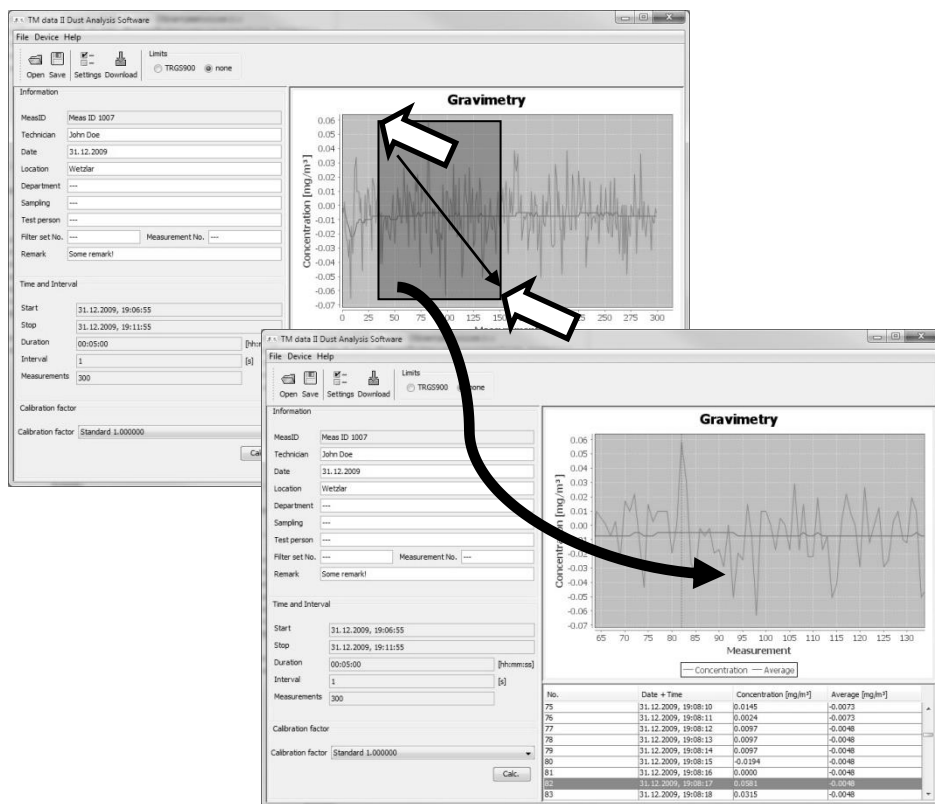 TM data II Dust Analysis Software
File Device Help
Open Save Settings Download
Limits
TRGS900 none
Information
MeasID Meas ID 1007
Technician John Doe
Date 31.12.2009
Location Wetzlar
Department ---
Sampling ---
Test person ---
Filter set No. --- Measurement No. ---
Remark Some remark!
Time and Interval
Start 31.12.2009, 19:06:55
Stop 31.12.2009, 19:11:55
Duration 00:05:00
Interval 1
Measurements 300
Calibration factor
Calibration factor Standard 1.000000
Gravimetry
Concentration [mg/m³]
0.06
0.05
0.04
0.03
0.02
0.01
0.00
-0.01
-0.02
-0.03
-0.04
-0.05
-0.06
-0.07
0 25 50 75 100 125 225 250 275 300
TM data II Dust Analysis Software
File Device Help
Open Save Settings Download
Limits
TRGS900
Information
MeasID Meas ID 1007
Technician John Doe
Date 31.12.2009
Location Wetzlar
Department ---
Sampling ---
Test person ---
Filter set No. --- Measurement No. ---
Remark Some remark!
Time and Interval
Start 31.12.2009, 19:06:55
Stop 31.12.2009, 19:11:55
Duration 00:05:00 [hh:mm:ss]
Interval 1 [s]
Measurements 300
Calibration factor
Calibration factor Standard 1.000000
Calc.
Gravimetry
Concentration [mg/m³]
0.06
0.05
0.04
0.03
0.02
0.01
0.00
-0.01
-0.02
-0.03
-0.04
-0.05
-0.06
-0.07
65 70 75 80 85 90 95 100 105 110 115 120 125 130
Measurement
Concentration Average
No. Date + Time Concentration [mg/m³] Average [mg/m³]
75 31.12.2009, 19:08:10 0.0145 -0.0073
76 31.12.2009, 19:08:11 0.0024 -0.0073
77 31.12.2009, 19:08:12 0.0097 -0.0048
78 31.12.2009, 19:08:13 0.0097 -0.0048
79 31.12.2009, 19:08:14 0.0097 -0.0048
80 31.12.2009, 19:08:15 -0.0194 -0.0048
81 31.12.2009, 19:08:16 0.0000 -0.0048
82 31.12.2009, 19:08:17 0.0581 -0.0048
83 31.12.2009, 19:08:18 0.0315 -0.0048